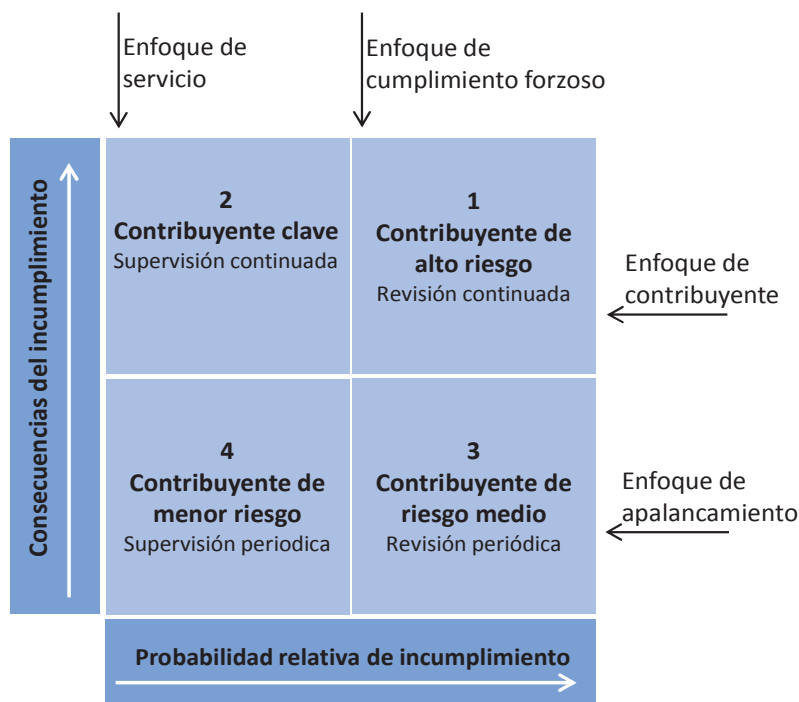 Enfoque de
servicio
Enfoque de
cumplimiento forzoso
Consecuencias del incumplimiento
2
Contribuyente clave
Supervisión continuada
1
Contribuyente de
alto riesgo
Revisión continuada
Enfoque de
contribuyente
4
Contribuyente de
menor riesgo
Supervisión periodica
3
Contribuyente de
riesgo medio
Revisión periódica
Enfoque de
apalancamiento
Probabilidad relativa de incumplimiento